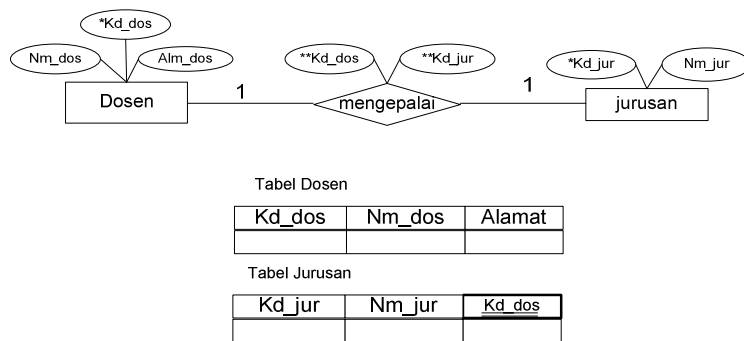 *Kd_dos
Nm_dos Alm_dos **Kd_dos **Kd_jur *Kd_jur Nm_jur
Dosen 1 mengepalai 1 jurusan
Tabel Dosen
Kd_dos Nm_dos Alamat
Tabel Jurusan
Kd_jur Nm_jur Kd_dos